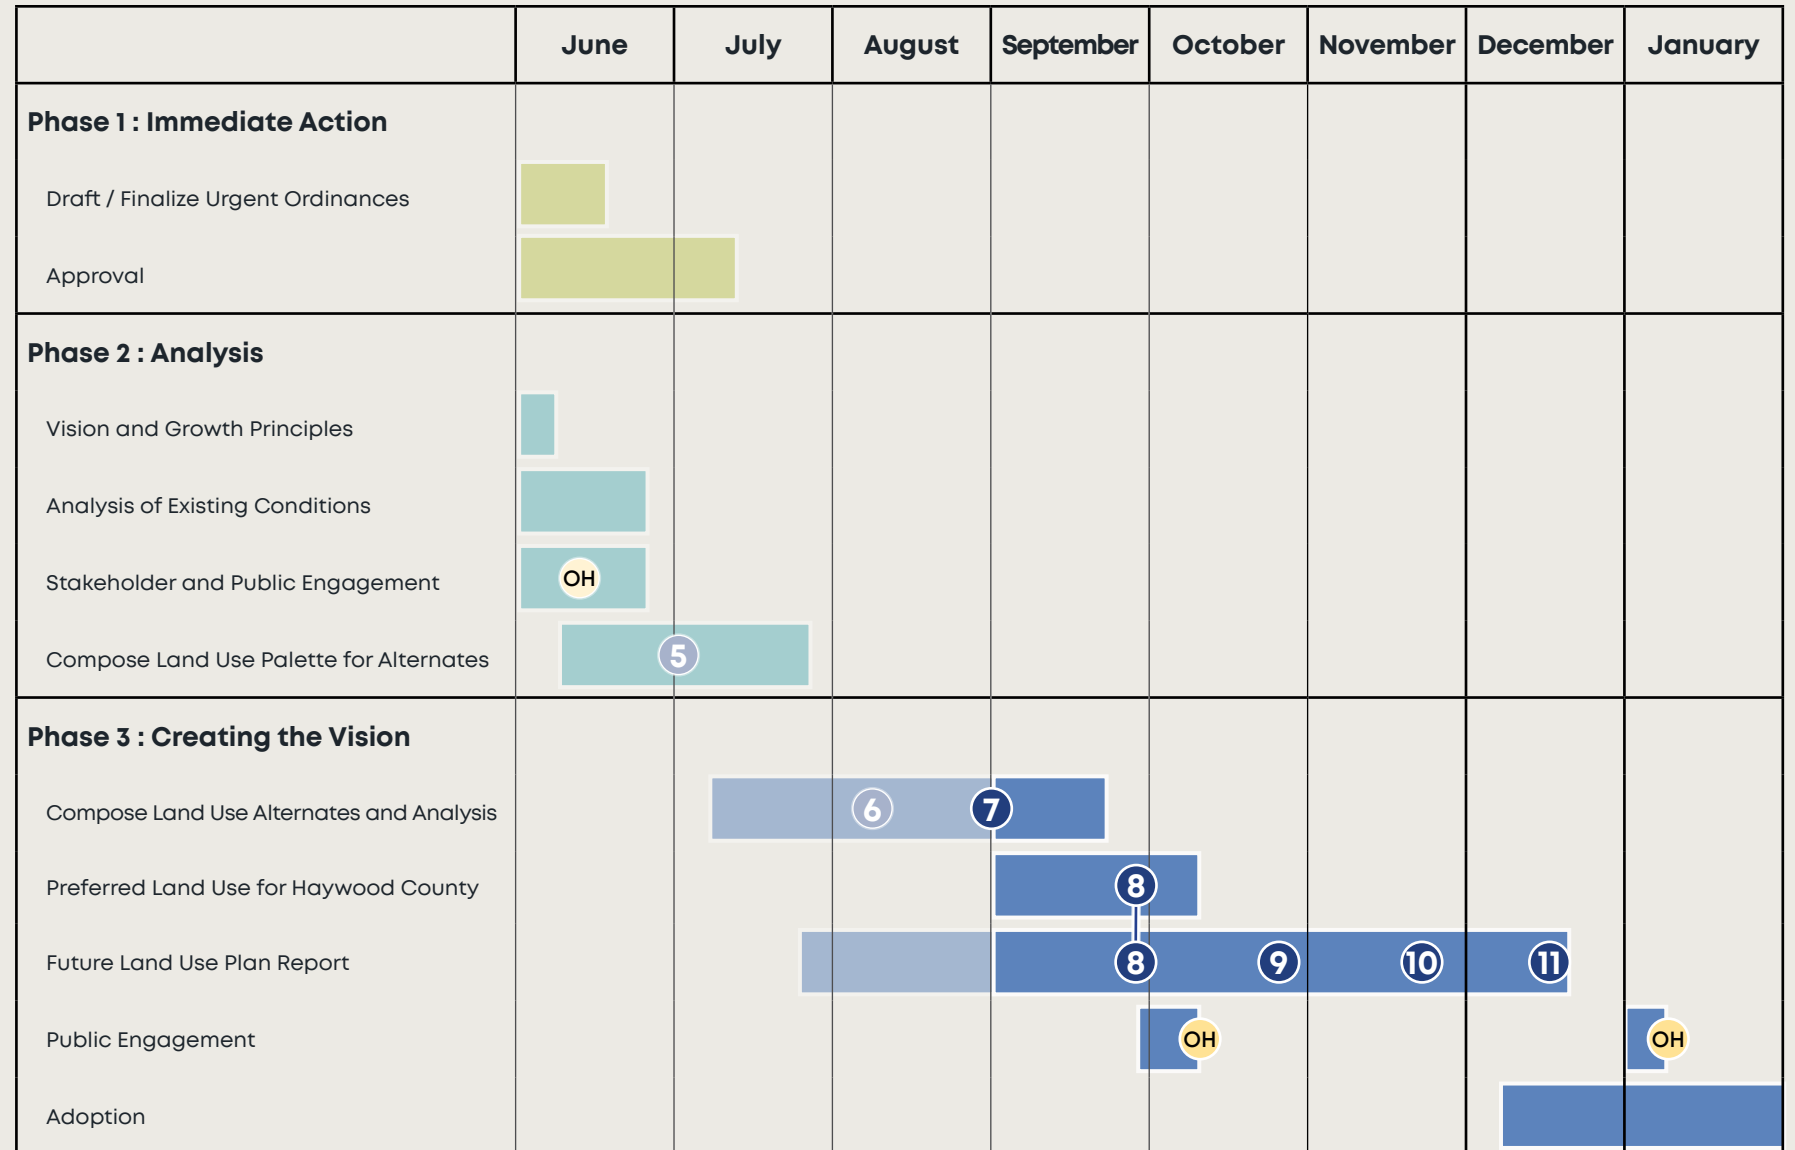 June July August September October November December January
Phase 1 : Immediate Action
Draft / Finalize Urgent Ordinances
Approval
Phase 2 : Analysis
Vision and Growth Principles
Analysis of Existing Conditions
Stakeholder and Public Engagement OH
Compose Land Use Palette for Alternates 5
Phase 3 : Creating the Vision
Compose Land Use Alternates and Analysis 6 7
Preferred Land Use for Haywood County 8
Future Land Use Plan Report 8 9 10 11
Public Engagement OH OH
Adoption